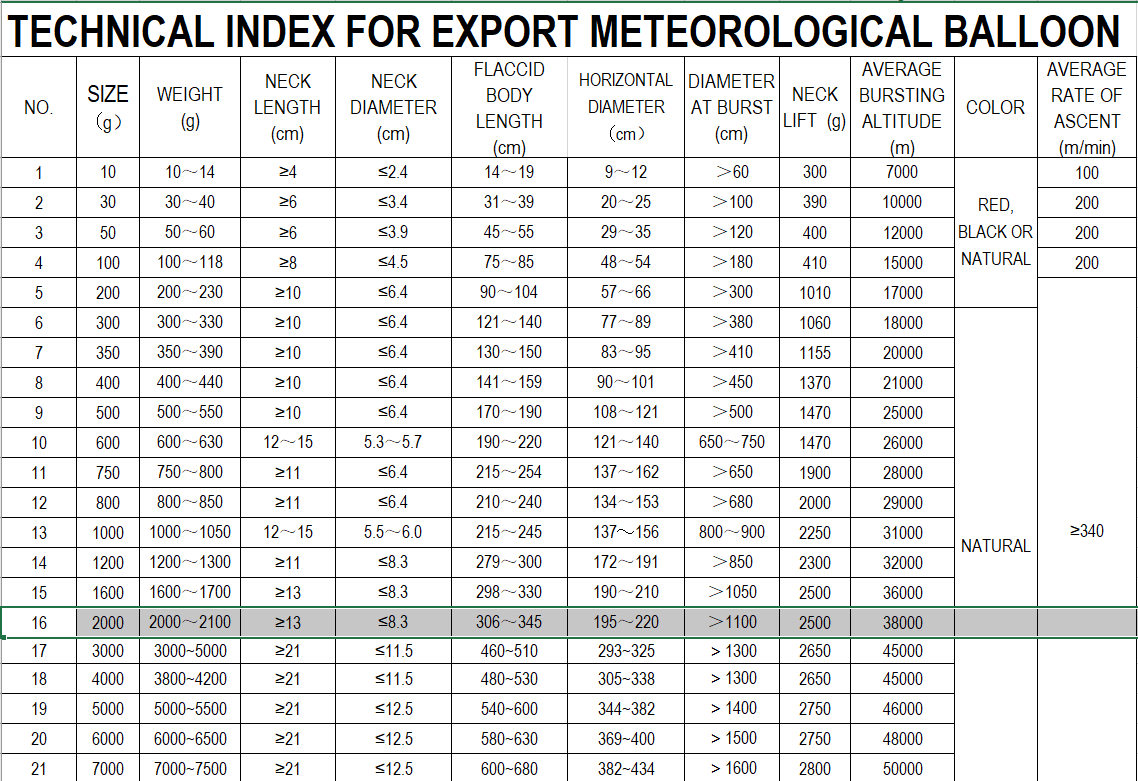 TECHNICAL INDEX FOR EXPORT METEOROLOGICAL BALLOON
NO. SIZE (g) WEIGHT (g) NECK LENGTH (cm) NECK DIAMETER (cm) FLACCID BODY LENGTH (cm) HORIZONTAL DIAMETER (cm) DIAMETER AT BURST (cm) NECK LIFT (g) AVERAGE BURSTING ALTITUDE (m) COLOR AVERAGE RATE OF ASCENT (m/min)
1 10 10～14 ≥4 ≤2.4 14～19 9～12 ＞60 300 7000 RED, BLACK OR NATURAL 100
2 30 30～40 ≥6 ≤3.4 31～39 20～25 ＞100 390 10000 200
3 50 50～60 ≥6 ≤3.9 45～55 29～35 ＞120 400 12000 200
4 100 100～118 ≥8 ≤4.5 75～85 48～54 ＞180 410 15000 200
5 200 200～230 ≥10 ≤6.4 90～104 57～66 ＞300 1010 17000 ≥340
6 300 300～330 ≥10 ≤6.4 121～140 77～89 ＞380 1060 18000 NATURAL
7 350 350～390 ≥10 ≤6.4 130～150 83～95 ＞410 1155 20000
8 400 400～440 ≥10 ≤6.4 141～159 90～101 ＞450 1370 21000
9 500 500～550 ≥10 ≤6.4 170～190 108～121 ＞500 1470 25000
10 600 600～630 12～15 5.3～5.7 190～220 121～140 650～750 1470 26000
11 750 750～800 ≥11 ≤6.4 215～254 137～162 ＞650 1900 28000
12 800 800～850 ≥11 ≤6.4 210～240 134～153 ＞680 2000 29000
13 1000 1000～1050 12～15 5.5～6.0 215～245 137～156 800～900 2250 31000
14 1200 1200～1300 ≥11 ≤8.3 279～300 172～191 ＞850 2300 32000
15 1600 1600～1700 ≥13 ≤8.3 298～330 190～210 ＞1050 2500 36000
16 2000 2000～2100 ≥13 ≤8.3 306～345 195～220 ＞1100 2500 38000
17 3000 3000~5000 ≥21 ≤11.5 460~510 293~325 > 1300 2650 45000
18 4000 3800~4200 ≥21 ≤11.5 480~530 305~338 > 1300 2650 45000
19 5000 5000~5500 ≥21 ≤12.5 540~600 344~382 > 1400 2750 46000
20 6000 6000~6500 ≥21 ≤12.5 580~630 369~400 > 1500 2750 48000
21 7000 7000~7500 ≥21 ≤12.5 600~680 382~434 > 1600 2800 50000